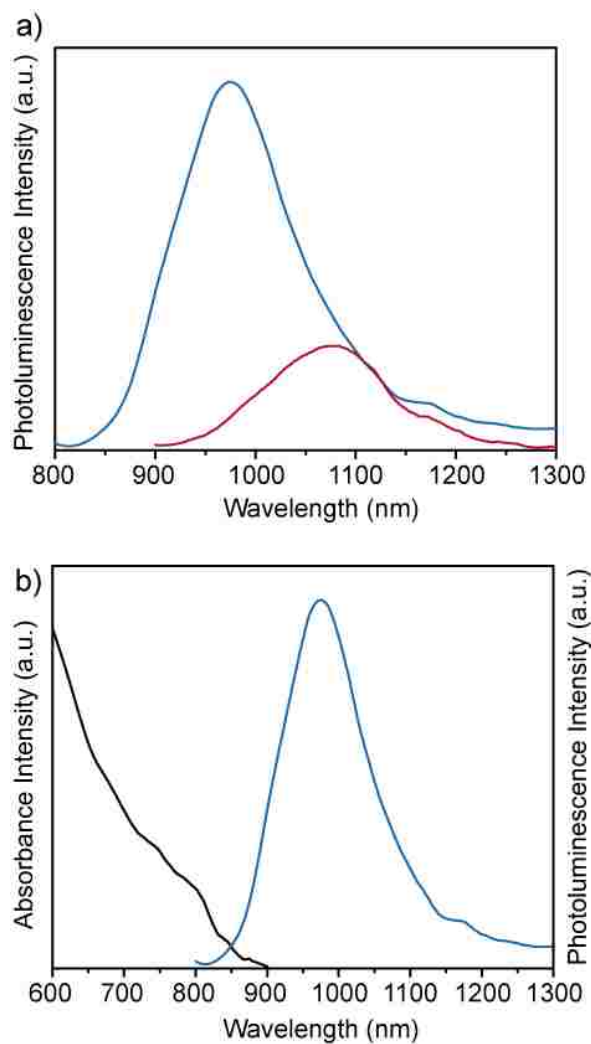 a)
Photoluminescence Intensity (a.u.)
800 900 1000 1100 1200 1300
Wavelength (nm)
b)
Absorbance Intensity (a.u.)
Photoluminescence Intensity (a.u.)
600 700 800 900 1000 1100 1200 1300
Wavelength (nm)